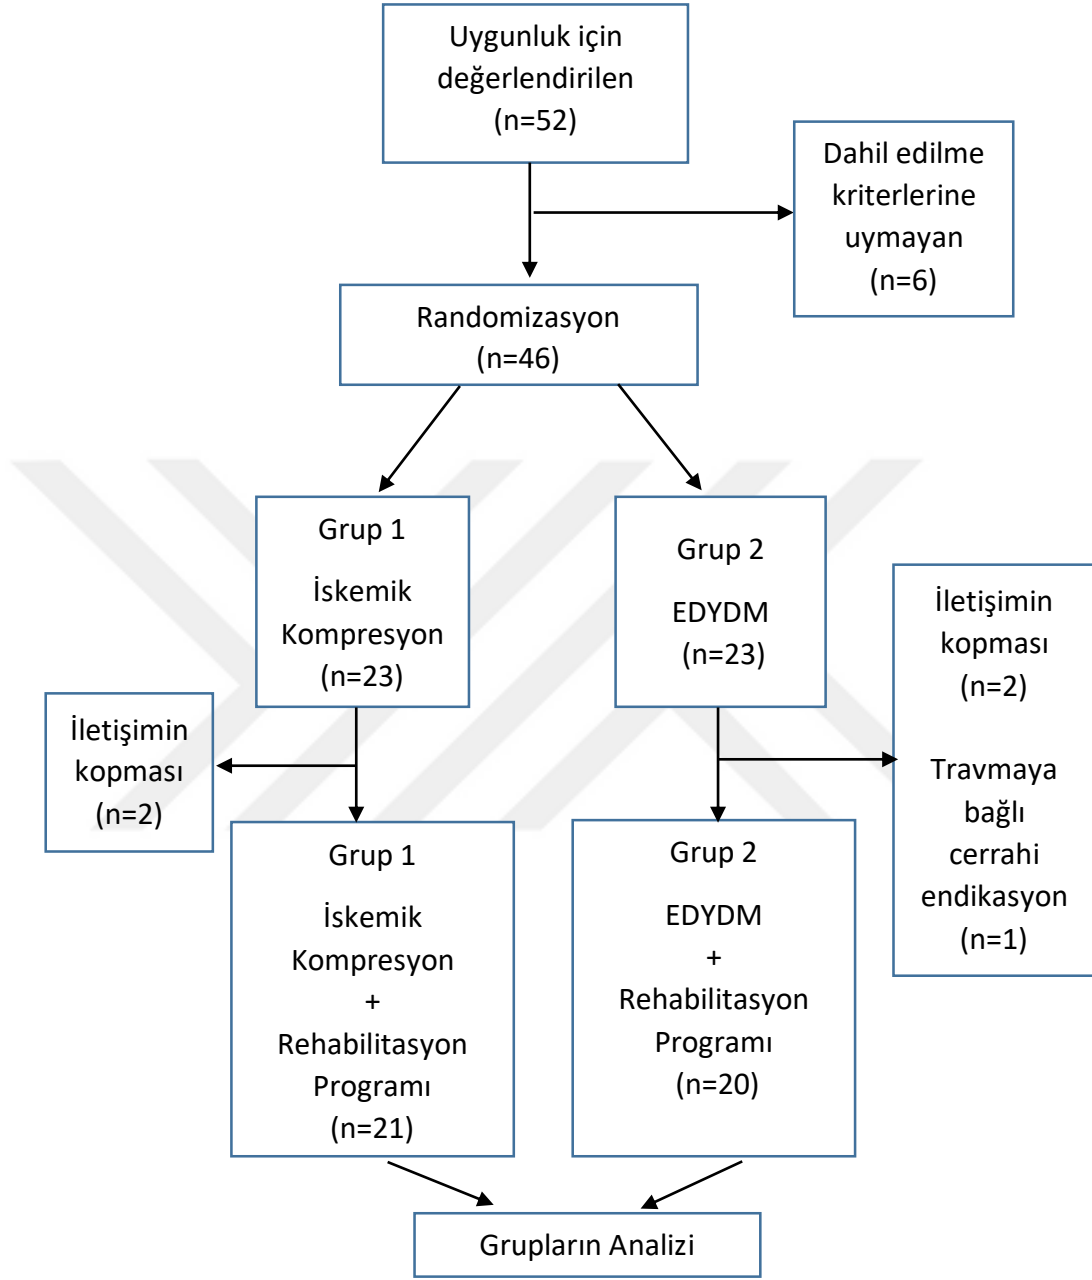 Uygunluk için
değerlendirilen
(n=52)
Dahil edilme
kriterlerine
uymayan
(n=6)
Randomizasyon
(n=46)
Grup 1
İskemik
Kompresyon
(n=23)
Grup 2
EDYDM
(n=23)
İletişimin
kopması
(n=2)
İletişimin
kopması
(n=2)
Travmaya
bağlı
cerrahi
endikasyon
(n=1)
Grup 1
İskemik
Kompresyon
+
Rehabilitasyon
Programı
(n=21)
Grup 2
EDYDM
+
Rehabilitasyon
Programı
(n=20)
Grupların Analizi